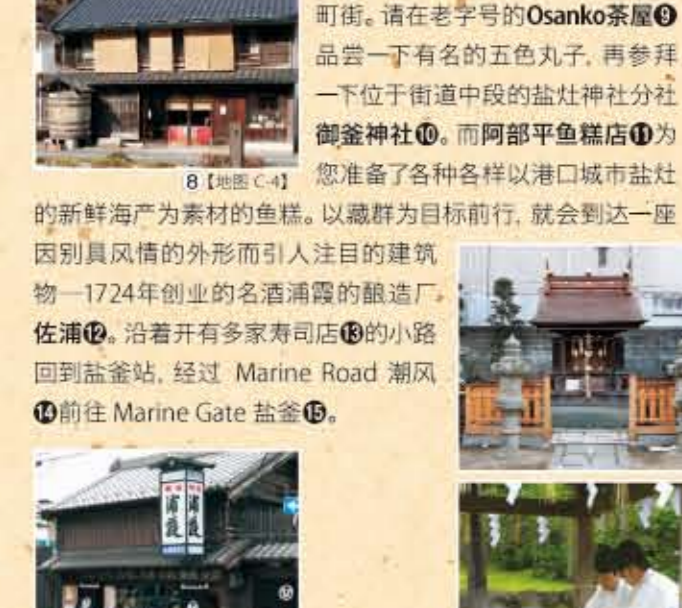 町街。请在老字号的Osanko茶屋❾
品尝一下有名的五色丸子, 再参拜
一下位于街道中段的盐灶神社分社
御釜神社❿。而阿部平鱼糕店⓫为
您准备了各种各样以港口城市盐灶
8【地图 C-4】
的新鲜海产为素材的鱼糕。以藏群为目标前行, 就会到达一座
因别具风情的外形而引人注目的建筑
物—1724年创业的名酒浦霞的酿造厂,
佐浦⓬。沿着开有多家寿司店⓭的小路
回到盐釜站, 经过 Marine Road 潮风
⓮前往 Marine Gate 盐釜⓯。
浦霞
浦霞